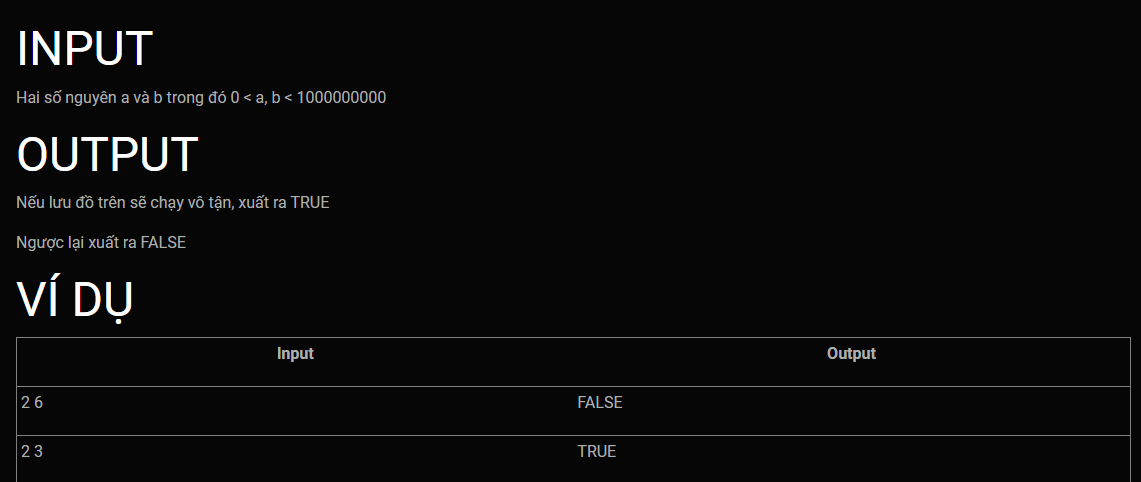 INPUT
Hai số nguyên a và b trong đó 0 < a, b < 1000000000
OUTPUT
Nếu lưu đồ trên sẽ chạy vô tận, xuất ra TRUE
Ngược lại xuất ra FALSE
VÍ DỤ
Input Output
2 6 FALSE
2 3 TRUE